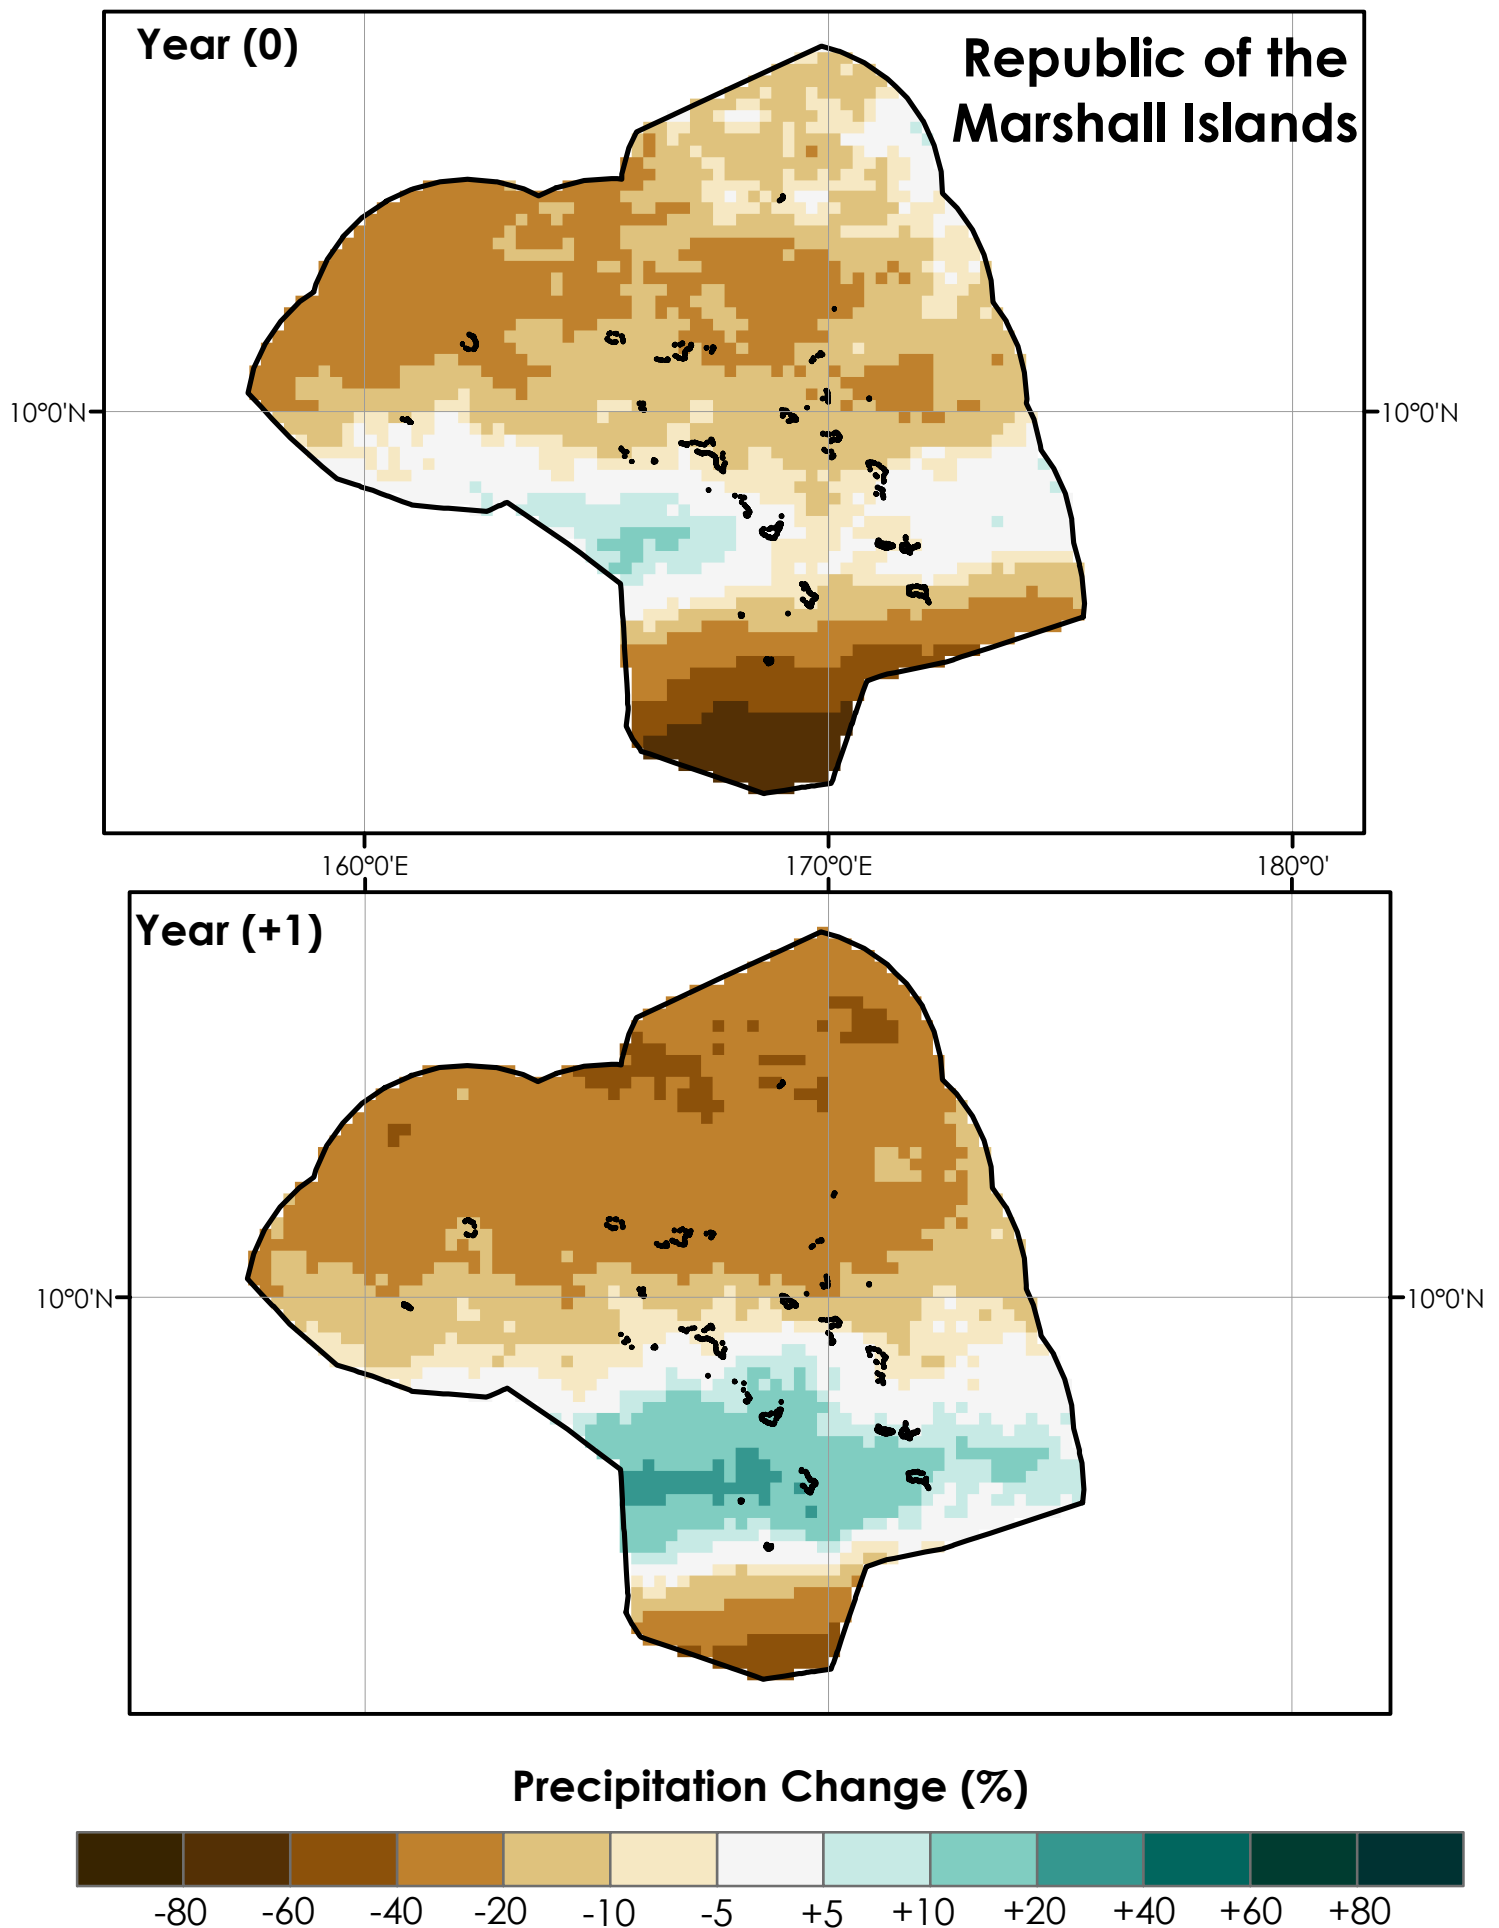 Year (0)
Republic of the
Marshall Islands
10°0'N
10°0'N
160°0'E
170°0'E
180°0'
Year (+1)
10°0'N
10°0'N
Precipitation Change (%)
-80 -60 -40 -20 -10 -5 +5 +10 +20 +40 +60 +80